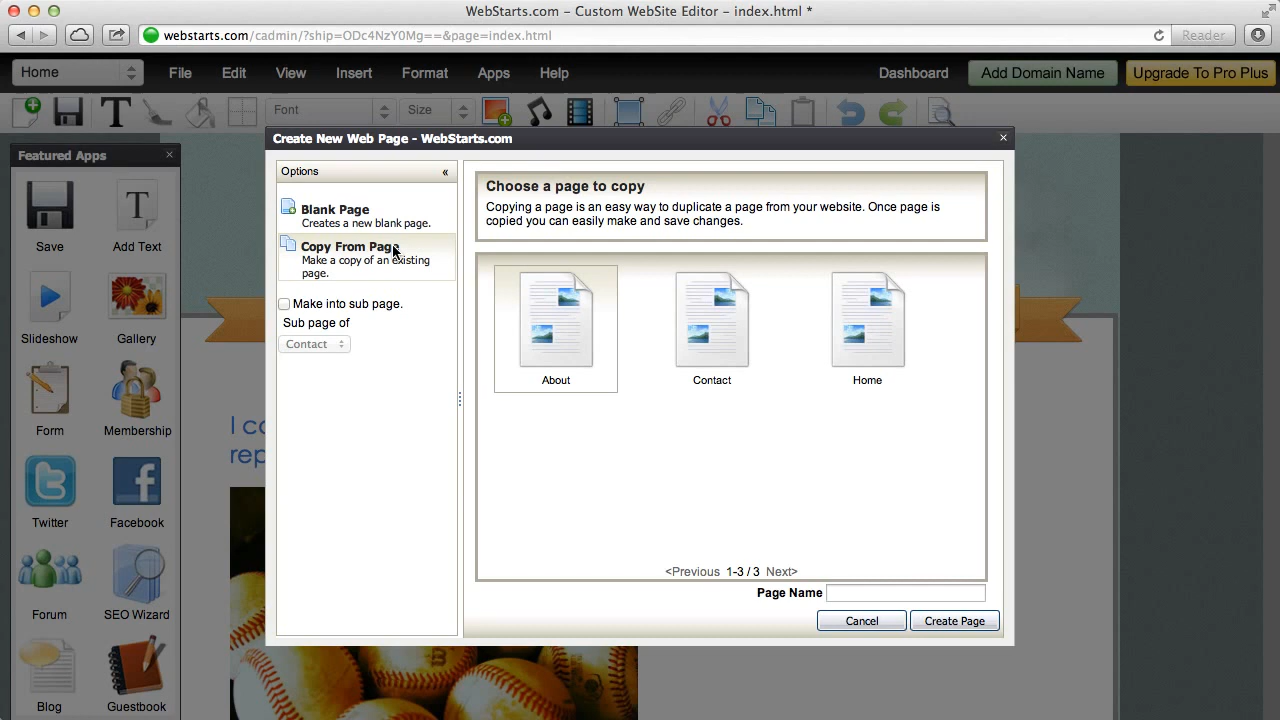 WebStarts.com – Custom WebSite Editor – index.html *
webstarts.com/cadmin/?ship=ODc4NzY0Mg==&page=index.html
Reader
Home
File Edit View Insert Format Apps Help
Dashboard
Add Domain Name
Upgrade To Pro Plus
T
Font
Size
Create New Web Page - WebStarts.com
×
Featured Apps
×
Save
T
Add Text
Slideshow
Gallery
Form
Membership
Twitter
Facebook
Forum
SEO Wizard
Blog
Guestbook
I co
rep
Options
«
Blank Page
Creates a new blank page.
Copy From Page
Make a copy of an existing
page.
Make into sub page.
Sub page of
Contact
Choose a page to copy
Copying a page is an easy way to duplicate a page from your website. Once page is
copied you can easily make and save changes.
About
Contact
Home
<Previous 1-3 / 3 Next>
Page Name
Cancel
Create Page